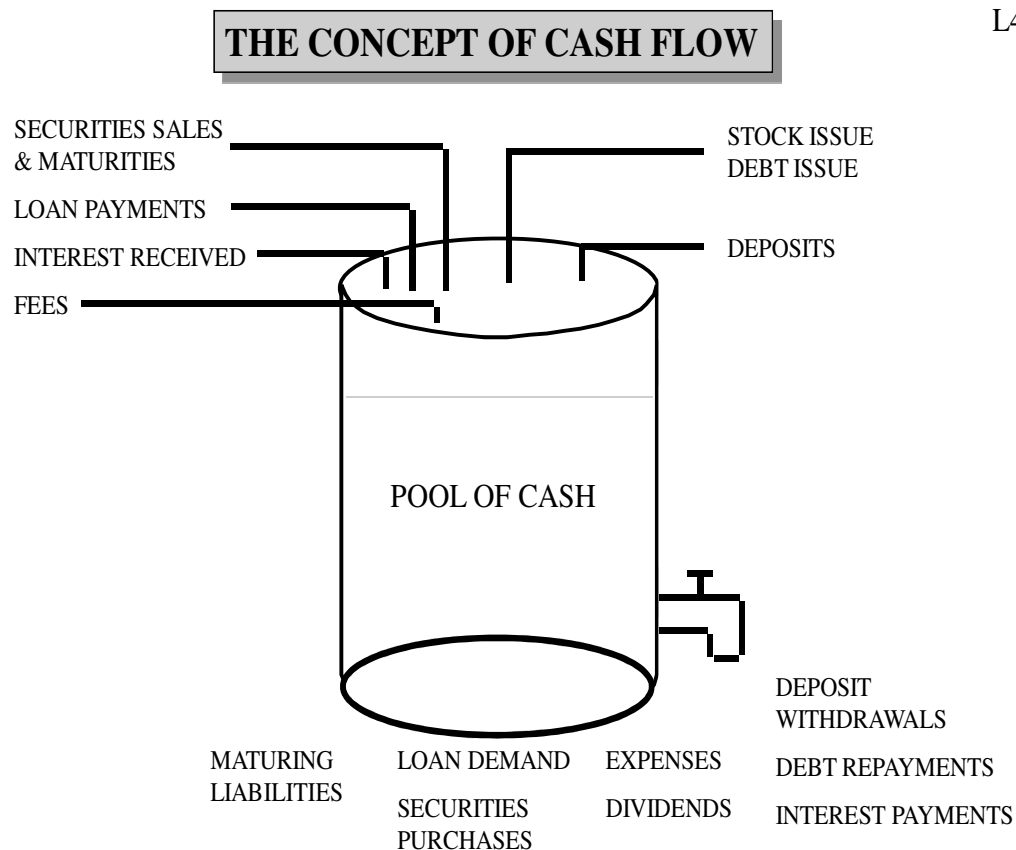 THE CONCEPT OF CASH FLOW
L4
SECURITIES SALES
& MATURITIES
LOAN PAYMENTS
INTEREST RECEIVED
FEES
STOCK ISSUE
DEBT ISSUE
DEPOSITS
POOL OF CASH
MATURING
LIABILITIES
LOAN DEMAND
SECURITIES
PURCHASES
EXPENSES
DIVIDENDS
DEPOSIT
WITHDRAWALS
DEBT REPAYMENTS
INTEREST PAYMENTS